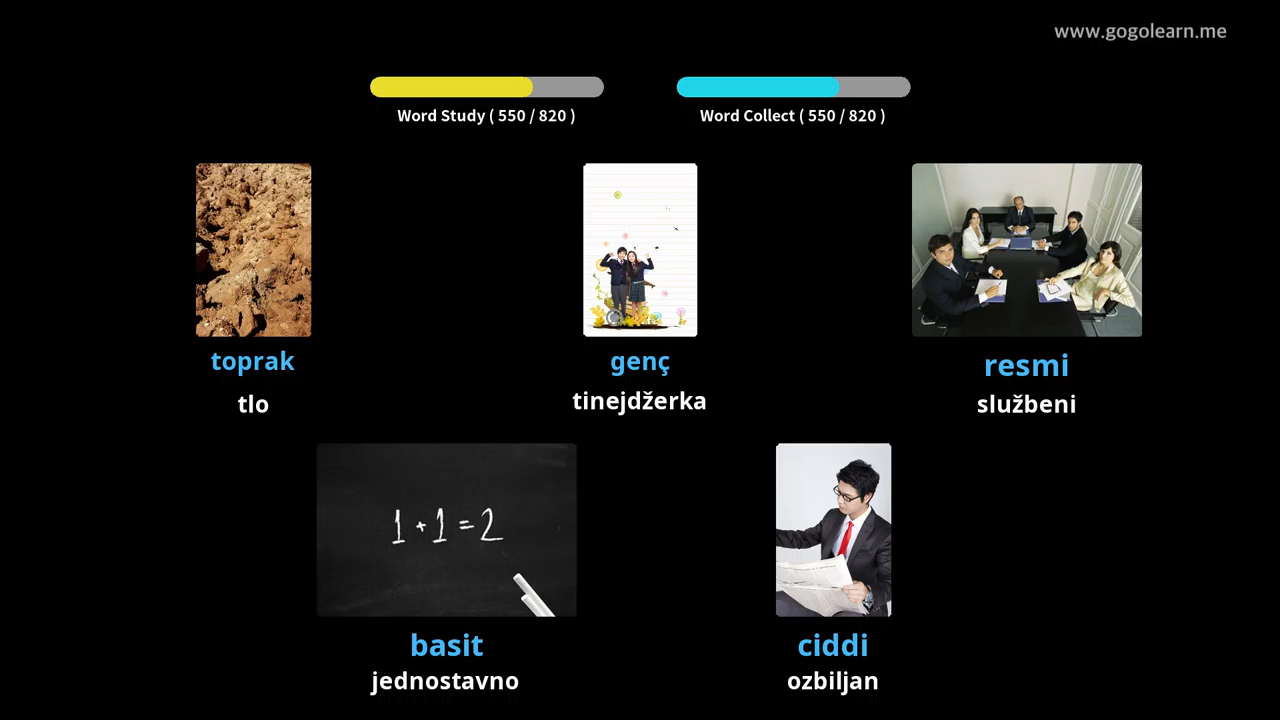 www.gogolearn.me
Word Study ( 550 / 820 )
Word Collect ( 550 / 820 )
toprak
tlo
genç
tinejdžerka
resmi
službeni
1 + 1 = 2
basit
jednostavno
ciddi
ozbiljan